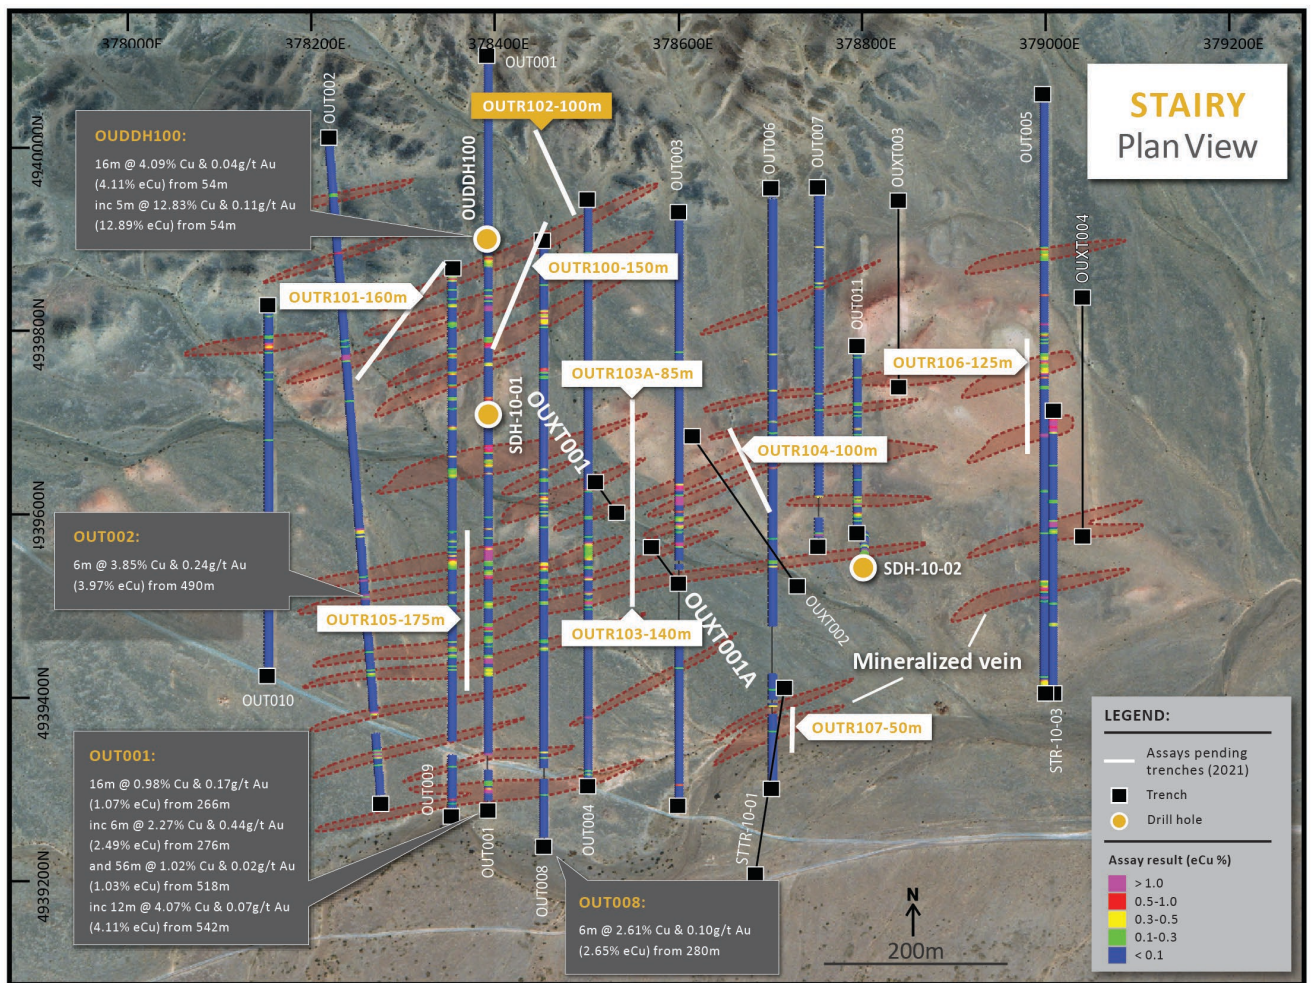 378000E
378200E
378400E
378600E
378800E
379000E
379200E
4940000N
4939800N
4939600N
4939400N
4939200N
STAIRY
Plan View
OUT002
OUT001
OUTR102-100m
OUDDH100
OUT003
OUT006
OUT007
OUXT003
OUT005
OUXT004
OUDDH100:
16m @ 4.09% Cu & 0.04g/t Au
(4.11% eCu) from 54m
inc 5m @ 12.83% Cu & 0.11g/t Au
(12.89% eCu) from 54m
OUTR101-160m
OUTR100-150m
OUT011
OUTR103A-85m
OUTR106-125m
SDH-10-01
OUXT001
OUTR104-100m
OUT002:
6m @ 3.85% Cu & 0.24g/t Au
(3.97% eCu) from 490m
SDH-10-02
OUTR105-175m
OUTR103-140m
OUXT001A
OUXT002
Mineralized vein
OUT010
OUTR107-50m
STR-10-03
OUT001:
16m @ 0.98% Cu & 0.17g/t Au
(1.07% eCu) from 266m
inc 6m @ 2.27% Cu & 0.44g/t Au
(2.49% eCu) from 276m
and 56m @ 1.02% Cu & 0.02g/t Au
(1.03% eCu) from 518m
inc 12m @ 4.07% Cu & 0.07g/t Au
(4.11% eCu) from 542m
OUT009
OUT001
OUT008
OUT004
STTR-10-01
OUT008:
6m @ 2.61% Cu & 0.10g/t Au
(2.65% eCu) from 280m
N
200m
LEGEND:
Assays pending
trenches (2021)
Trench
Drill hole
Assay result (eCu %)
> 1.0
0.5-1.0
0.3-0.5
0.1-0.3
< 0.1